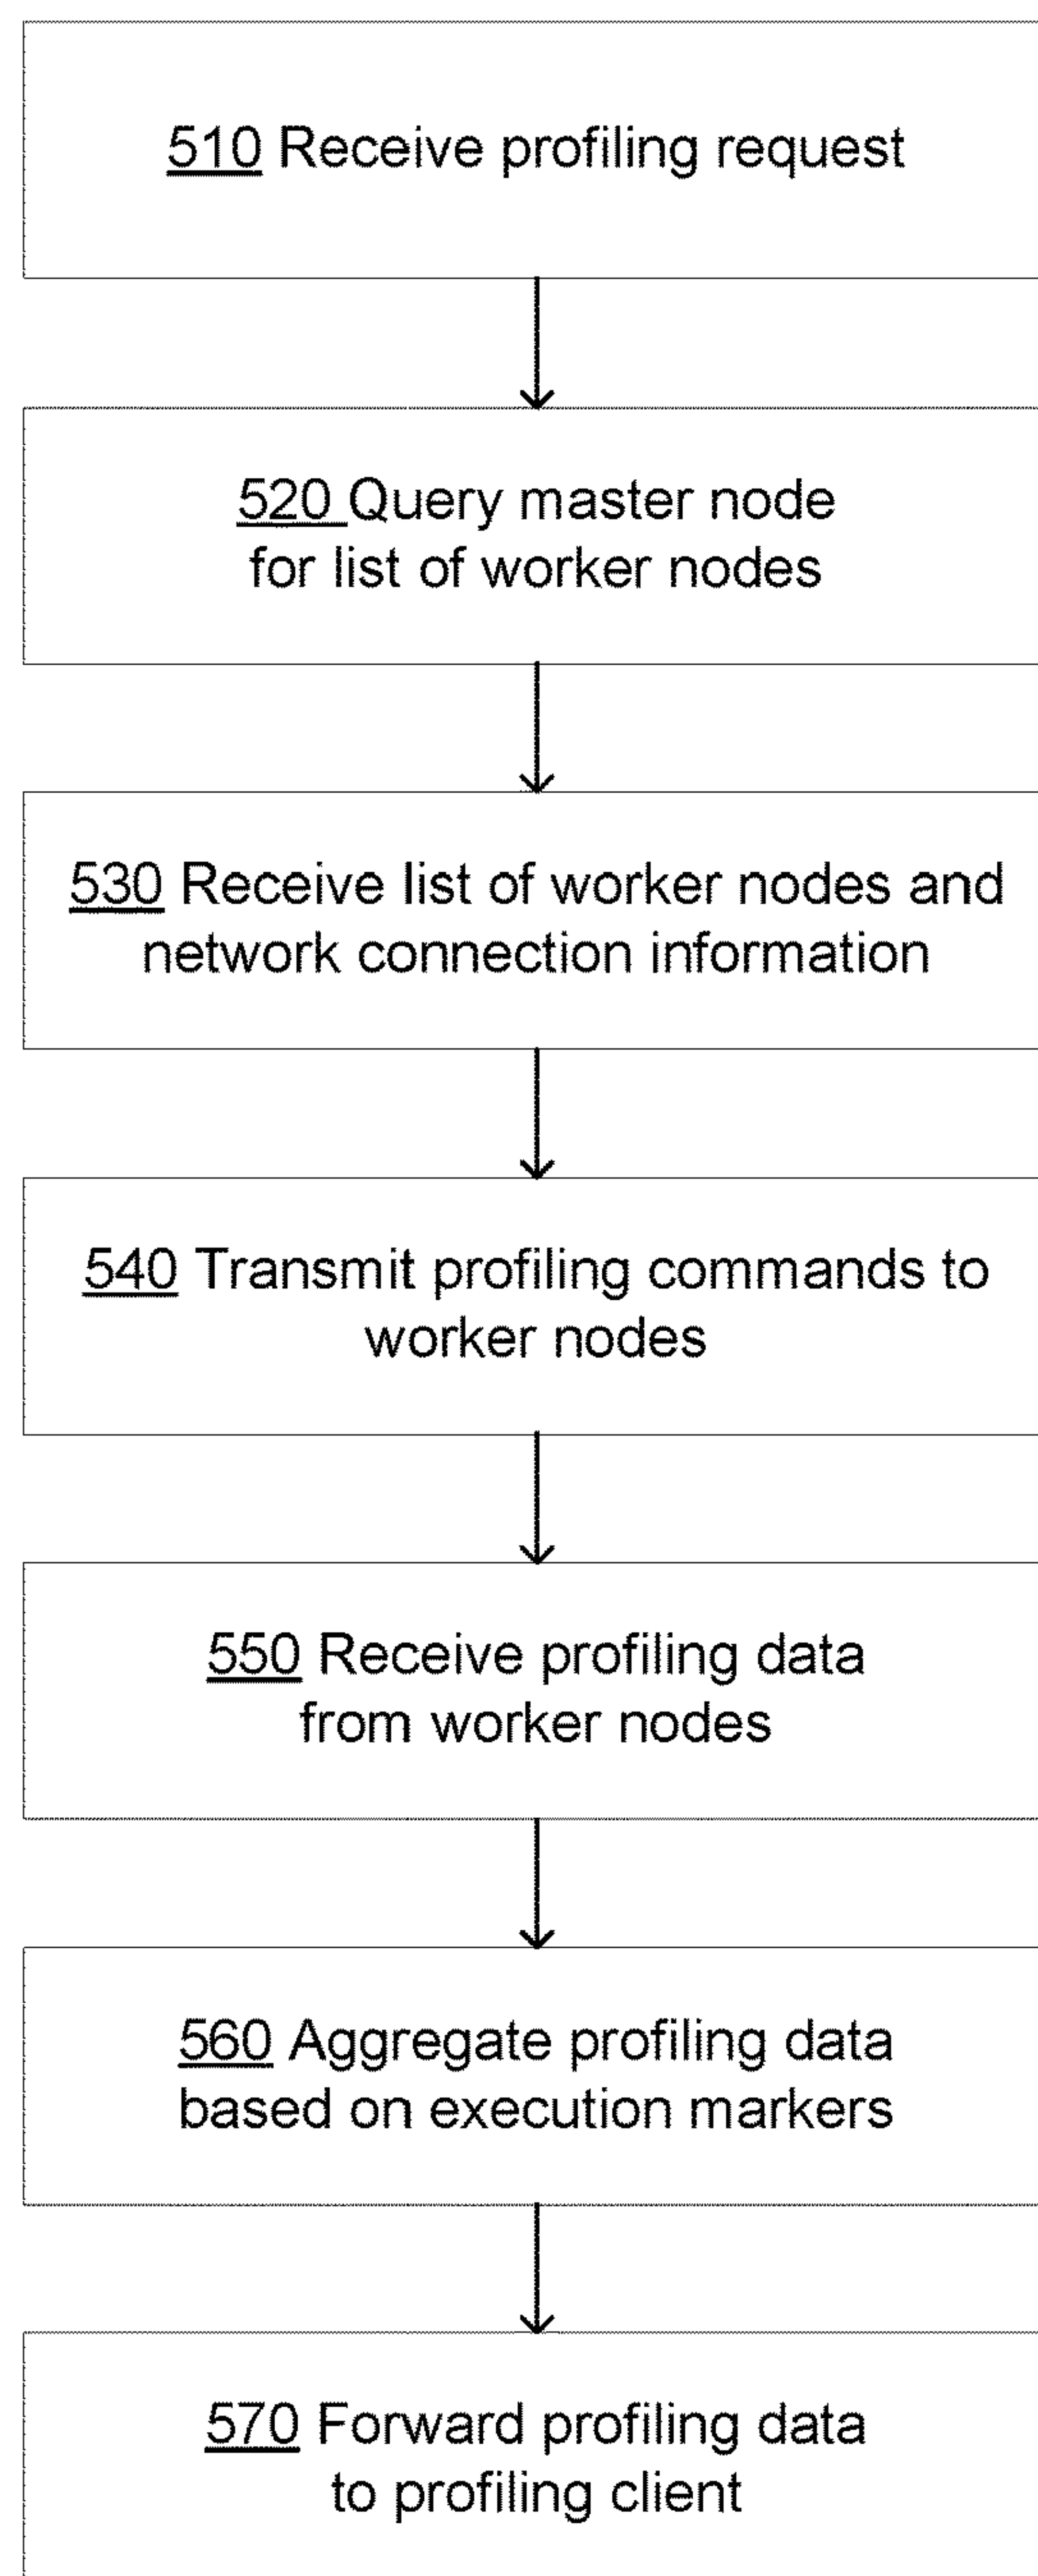 510 Receive profiling request
520 Query master node
for list of worker nodes
530 Receive list of worker nodes and
network connection information
540 Transmit profiling commands to
worker nodes
550 Receive profiling data
from worker nodes
560 Aggregate profiling data
based on execution markers
570 Forward profiling data
to profiling client